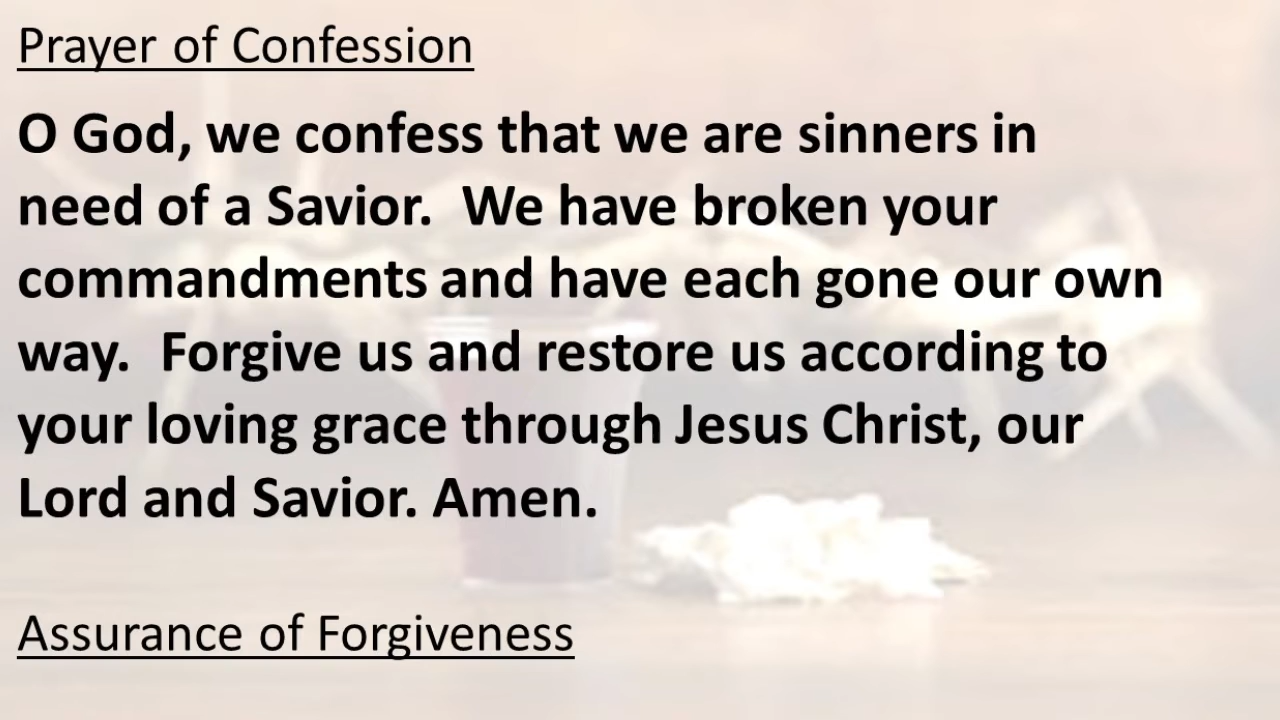 Prayer of Confession
O God, we confess that we are sinners in
need of a Savior.  We have broken your
commandments and have each gone our own
way.  Forgive us and restore us according to
your loving grace through Jesus Christ, our
Lord and Savior. Amen.
Assurance of Forgiveness